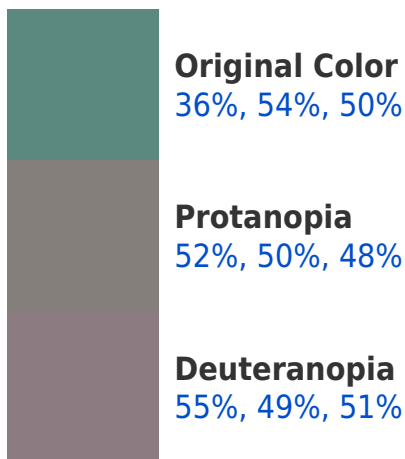 Original Color
36%, 54%, 50%
Protanopia
52%, 50%, 48%
Deuteranopia
55%, 49%, 51%